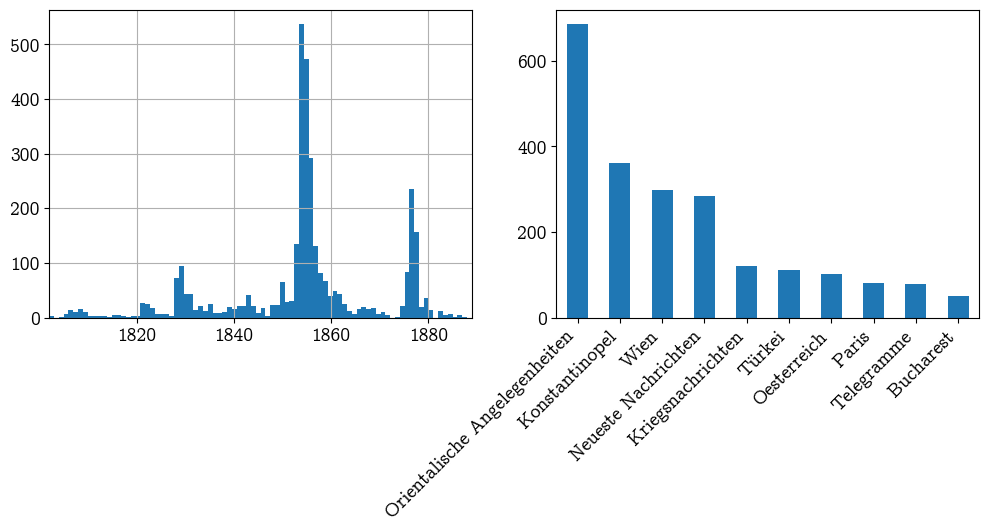 500
400
300
200
100
0
1820 1840 1860 1880
600
400
200
0
Orientalische Angelegenheiten
Konstantinopel
Wien
Neueste Nachrichten
Kriegsnachrichten
Türkei
Oesterreich
Paris
Telegramme
Bucharest